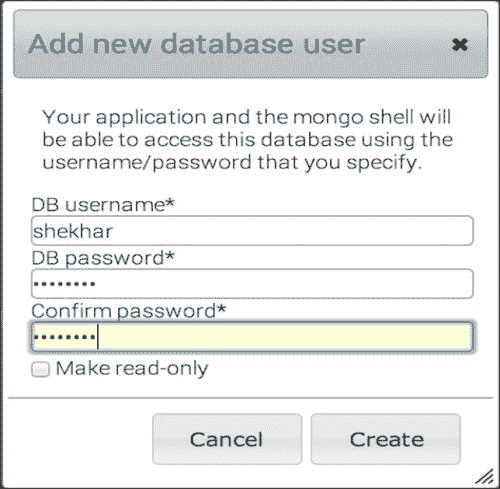 Add new database user
Your application and the mongo shell will
be able to access this database using the
username/password that you specify.
DB username*
shekhar
DB password*
••••••••
Confirm password*
••••••••
Make read-only
Cancel
Create